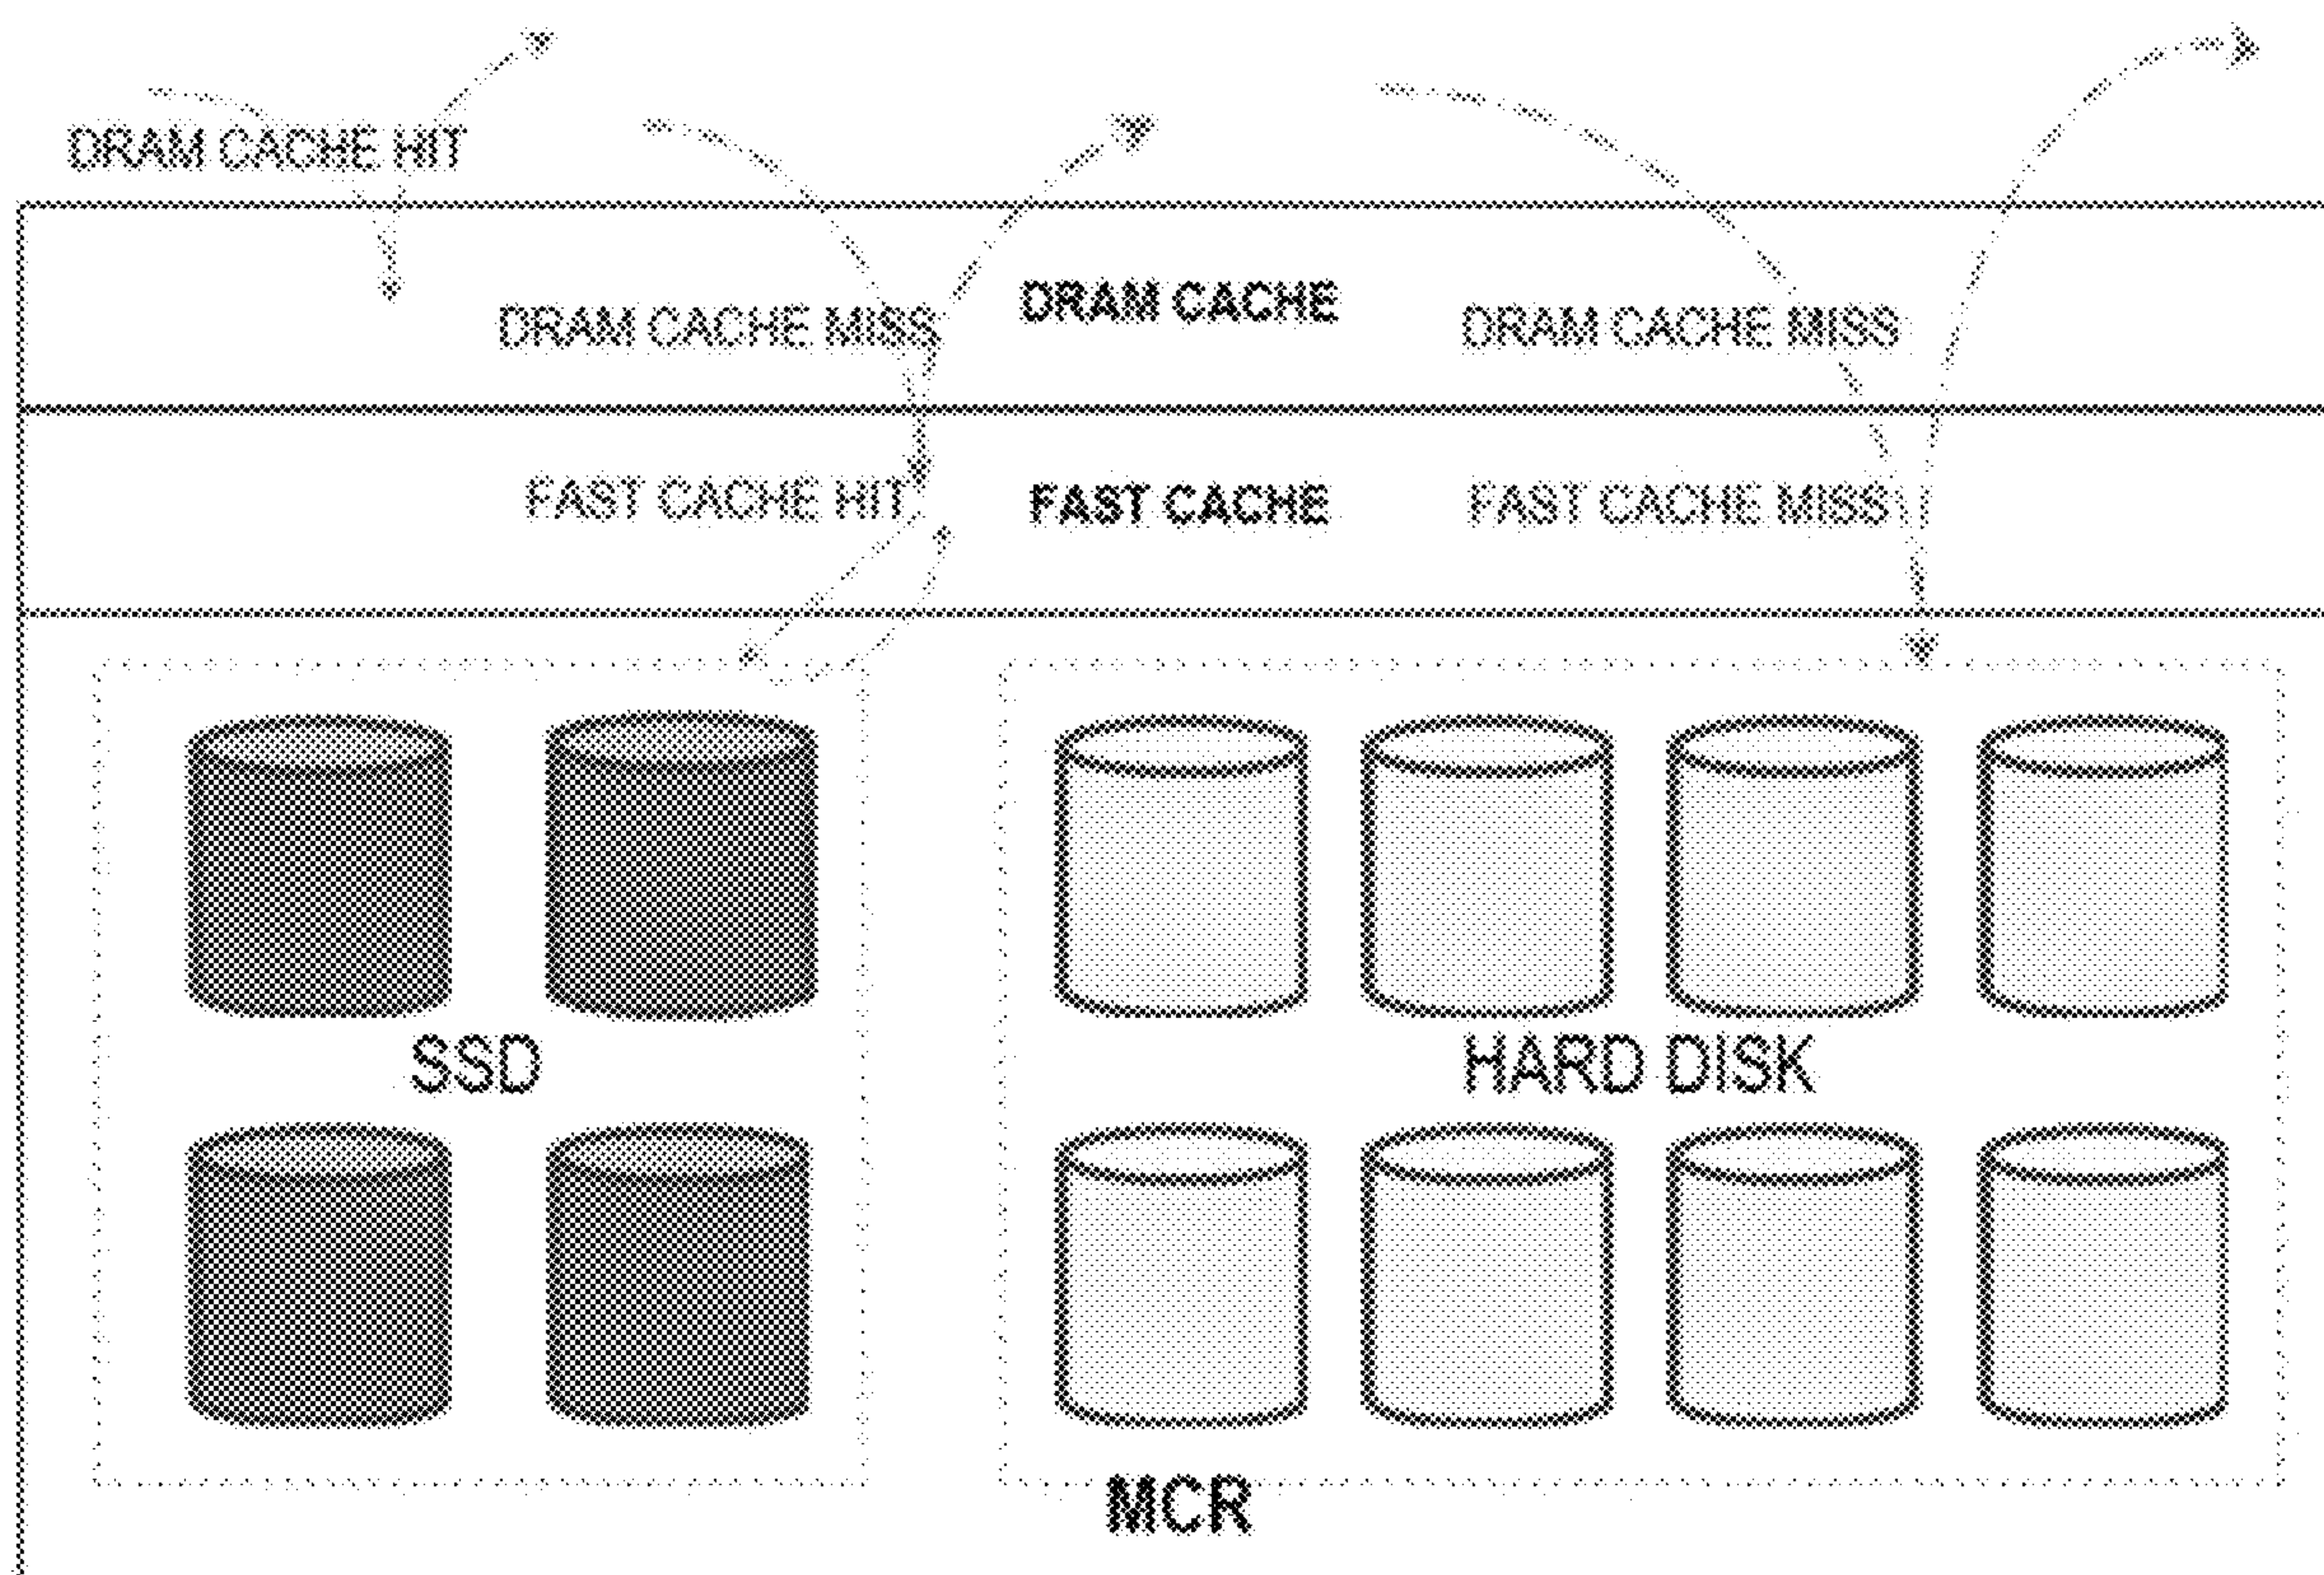 DRAM CACHE HIT
DRAM CACHE MISS
DRAM CACHE
DRAM CACHE MISS
FAST CACHE HIT
FAST CACHE
FAST CACHE MISS
SSD
HARD DISK
MCR